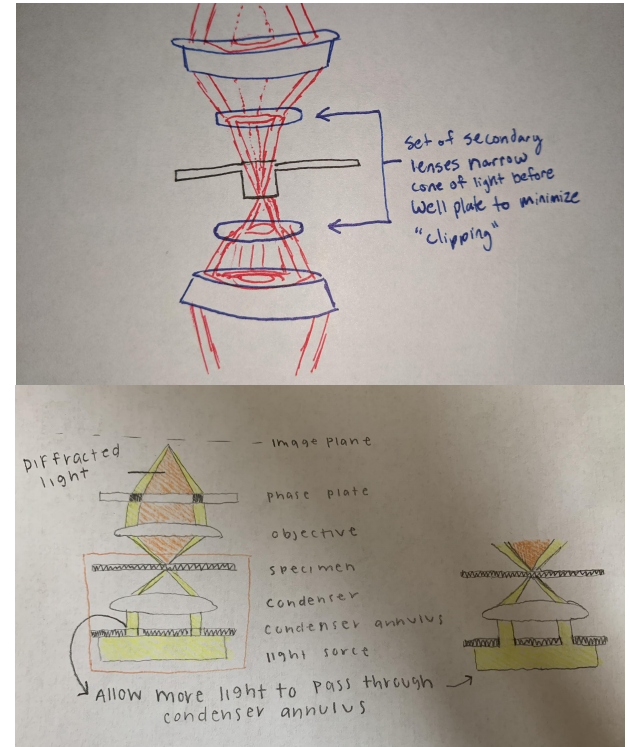 Set of secondary
lenses narrow
cone of light before
Well plate to minimize
"clipping"
Diffracted
light
image plane
phase plate
objective
specimen
condenser
condenser annulus
light sorce
Allow more light to pass through
condenser annulus